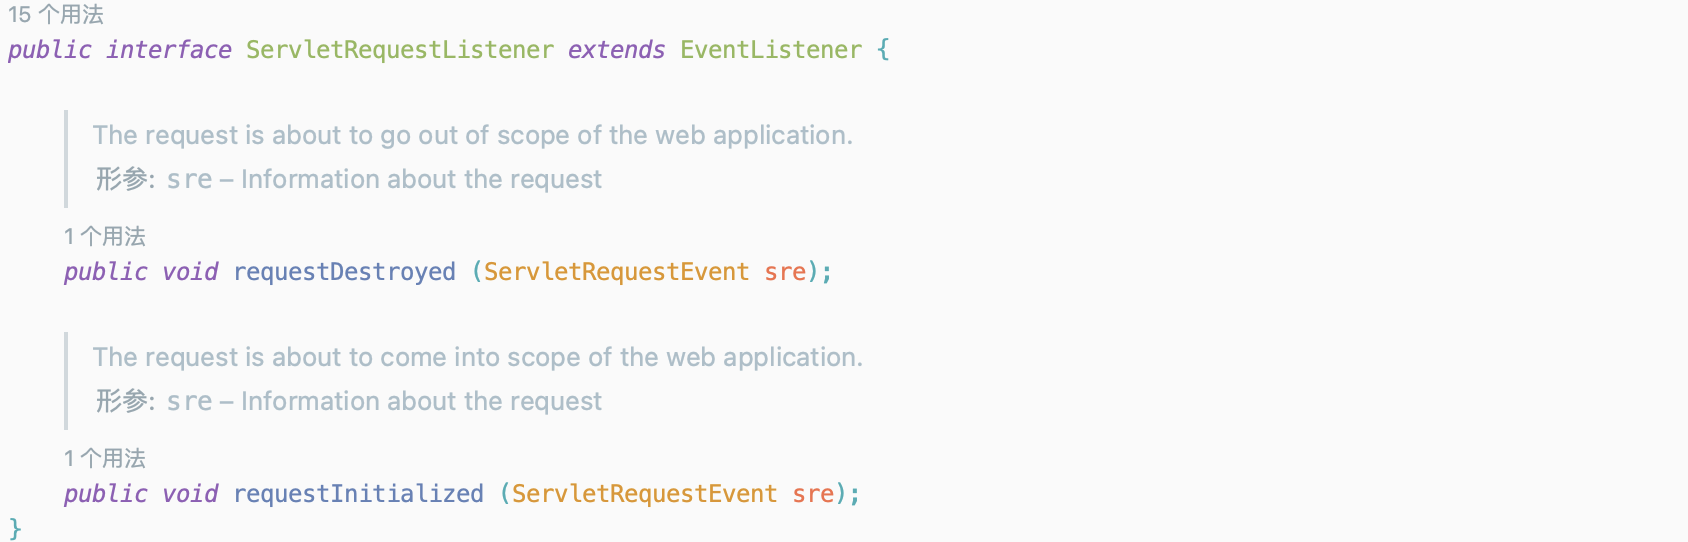 15 个用法
public interface ServletRequestListener extends EventListener {
The request is about to go out of scope of the web application.
形参: sre – Information about the request
1 个用法
public void requestDestroyed (ServletRequestEvent sre);
The request is about to come into scope of the web application.
形参: sre – Information about the request
1 个用法
public void requestInitialized (ServletRequestEvent sre);
}